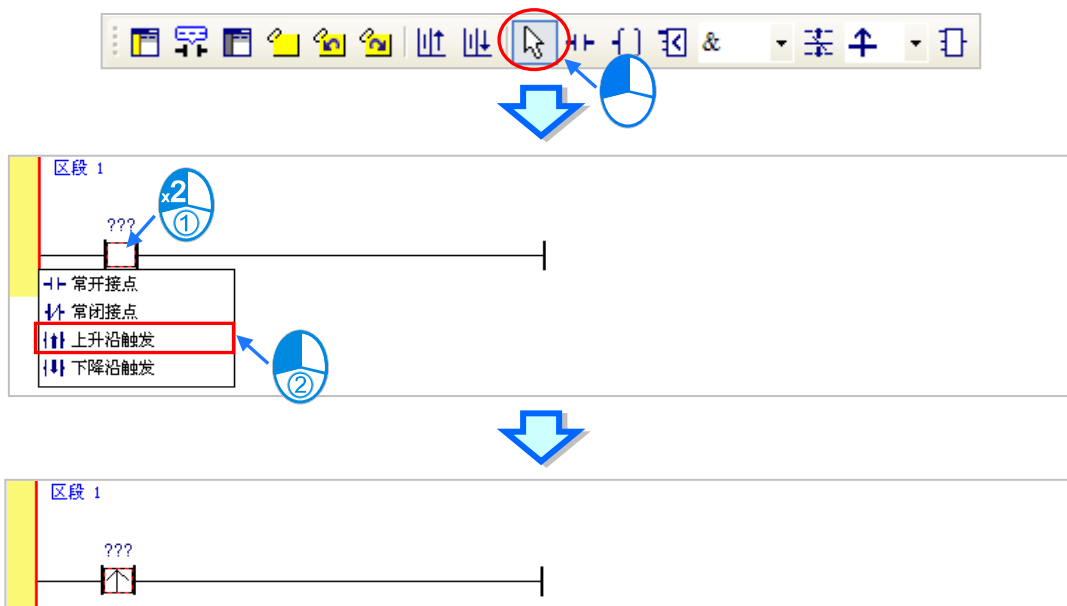 &
区段 1
x2
①
???
常开接点
常闭接点
上升沿触发
下降沿触发
②
区段 1
???